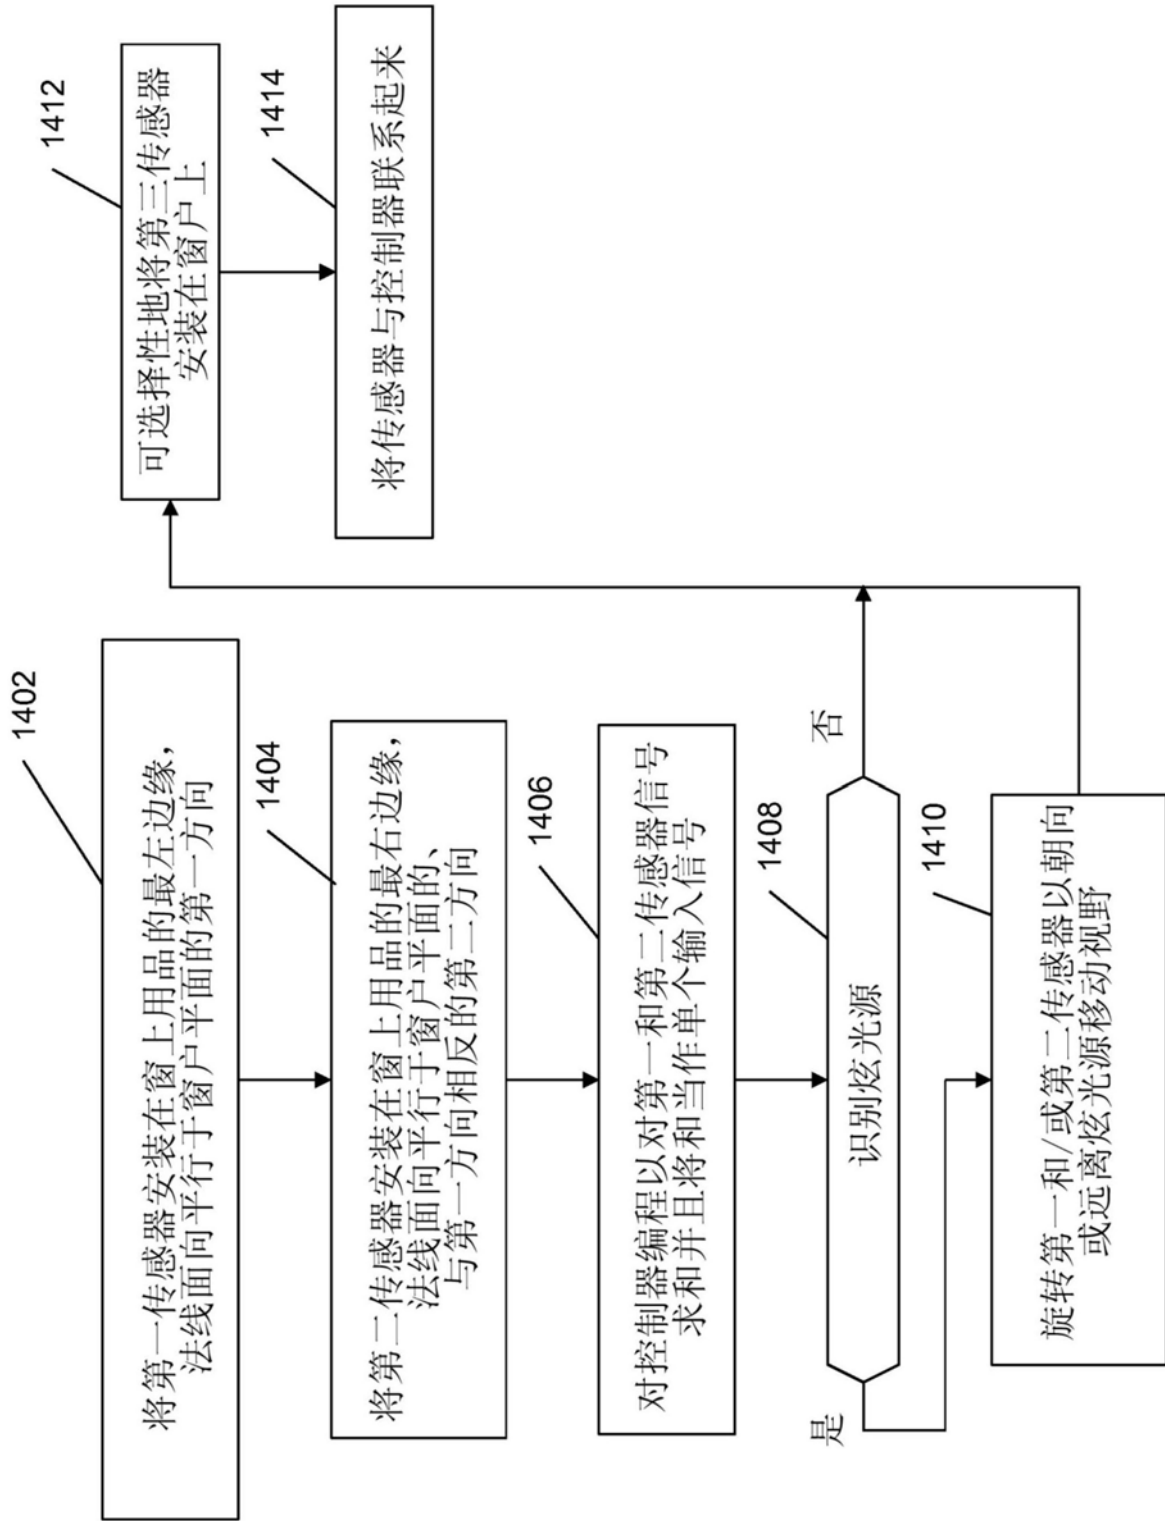 1402
将第一传感器安装在窗上用品的最左边缘，
法线面向平行于窗户平面的第一方向
1404
将第二传感器安装在窗上用品的最右边缘，
法线面向平行于窗户平面的、
与第一方向相反的第二方向
1406
对控制器编程以对第一和第二传感器信号
求和并且将和当作单个输入信号
1408
识别炫光源
是
否
1410
旋转第一和/或第二传感器以朝向
或远离炫光源移动视野
1412
可选择性地将第三传感器
安装在窗户上
1414
将传感器与控制器联系起来